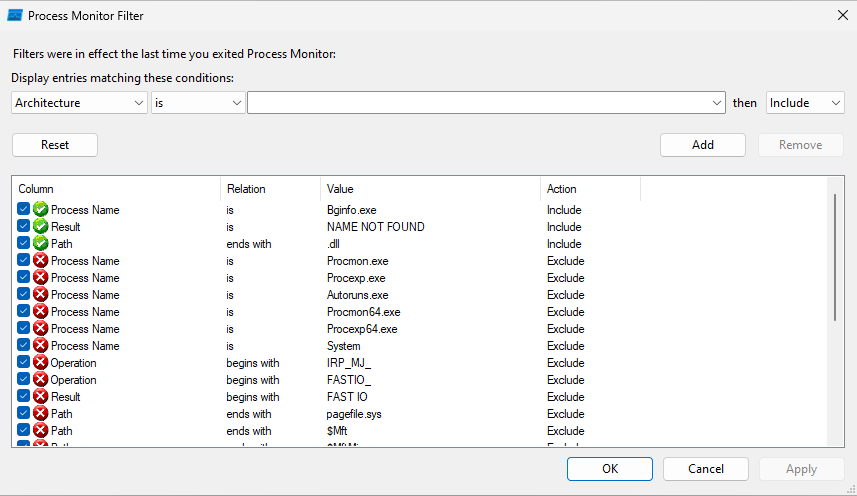 Process Monitor Filter
Filters were in effect the last time you exited Process Monitor:
Display entries matching these conditions:
Architecture is then Include
Reset Add Remove
Column Relation Value Action
Process Name is Bginfo.exe Include
Result is NAME NOT FOUND Include
Path ends with .dll Include
Process Name is Procmon.exe Exclude
Process Name is Procexp.exe Exclude
Process Name is Autoruns.exe Exclude
Process Name is Procmon64.exe Exclude
Process Name is Procexp64.exe Exclude
Process Name is System Exclude
Operation begins with IRP_MJ_ Exclude
Operation begins with FASTIO_ Exclude
Result begins with FAST IO Exclude
Path ends with pagefile.sys Exclude
Path ends with $Mft Exclude
OK Cancel Apply